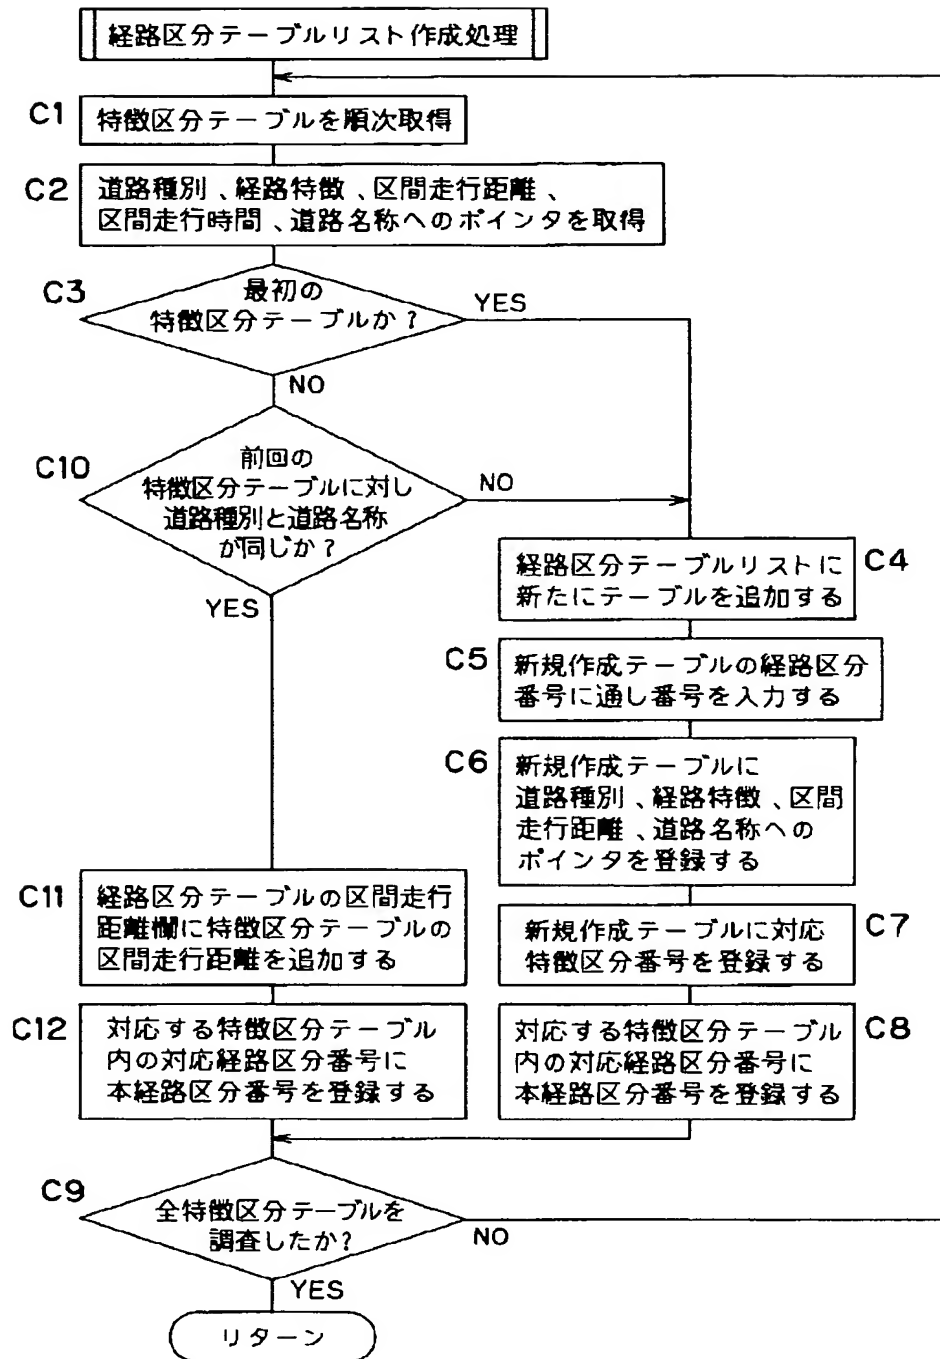 経路区分テーブルリスト作成処理
C1
特徴区分テーブルを順次取得
C2
道路種別、経路特徴、区間走行距離、
区間走行時間、道路名称へのポインタを取得
C3
最初の
特徴区分テーブルか?
YES
NO
C10
前回の
特徴区分テーブルに対し
道路種別と道路名称
が同じか?
NO
YES
C4
経路区分テーブルリストに
新たにテーブルを追加する
C5
新規作成テーブルの経路区分
番号に通し番号を入力する
C6
新規作成テーブルに
道路種別、経路特徴、区間
走行距離、道路名称への
ポインタを登録する
C11
経路区分テーブルの区間走行
距離欄に特徴区分テーブルの
区間走行距離を追加する
C7
新規作成テーブルに対応
特徴区分番号を登録する
C12
対応する特徴区分テーブル
内の対応経路区分番号に
本経路区分番号を登録する
C8
対応する特徴区分テーブル
内の対応経路区分番号に
本経路区分番号を登録する
C9
全特徴区分テーブルを
調査したか?
NO
YES
リターン